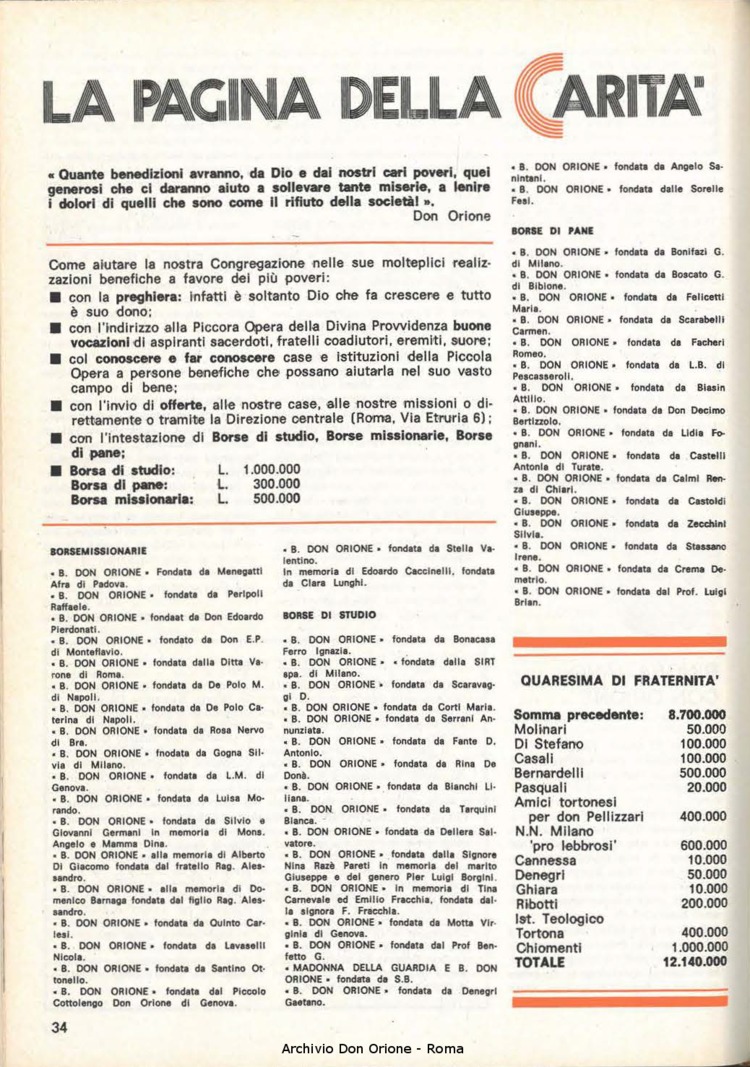 LA PAGINA DELLA CARITA'
« Quante benedizioni avranno, da Dio e dai nostri cari poveri, quei
generosi che ci daranno aiuto a sollevare tante miserie, a lenire
i dolori di quelli che sono come il rifiuto della società! ».
Don Orione
Come aiutare la nostra Congregazione nelle sue molteplici realiz-
zazioni benefiche a favore dei più poveri:
■ con la preghiera: infatti è soltanto Dio che fa crescere e tutto
è suo dono;
■ con l'indirizzo alla Piccora Opera della Divina Provvidenza buone
vocazioni di aspiranti sacerdoti, fratelli coadiutori, eremiti, suore;
■ col conoscere e far conoscere case e istituzioni della Piccola
Opera a persone benefiche che possano aiutarla nel suo vasto
campo di bene;
■ con l'invio di offerte, alle nostre case, alle nostre missioni o di-
rettamente o tramite la Direzione centrale (Roma, Via Etruria 6);
■ con l'intestazione di Borse di studio, Borse missionarie, Borse
di pane;
■ Borsa di studio: L. 1.000.000
Borsa di pane: L. 300.000
Borsa missionaria: L. 500.000
BORSEMISSIONARIE
« B. DON ORIONE » Fondata da Menegatti
Afra di Padova.
« B. DON ORIONE » fondata da Peripoli
Raffaele.
« B. DON ORIONE » fondaat da Don Edoardo
Pierdonati.
« B. DON ORIONE » fondato da Don E.P.
di Monteflavio.
« B. DON ORIONE » fondata dalla Ditta Va-
rone di Roma.
« B. DON ORIONE » fondata da De Polo M.
di Napoli.
« B. DON ORIONE » fondata da De Polo Ca-
terina di Napoli.
« B. DON ORIONE » fondata da Rosa Nervo
di Bra.
« B. DON ORIONE » fnodata da Gogna Sil-
via di Milano.
« B. DON ORIONE » fondata da L.M. di
Genova.
« B. DON ORIONE » fondata da Luisa Mo-
rando.
« B. DON ORIONE » fondata da Silvio e
Giovanni Germani in memoria di Mons.
Angelo e Mamma Dina.
« B. DON ORIONE » alla memoria di Alberto
Di Giacomo fondata dal fratello Rag. Ales-
sandro.
« B. DON ORIONE » alla memoria di Do-
menico Barnaga fondata dal figlio Rag. Ales-
sandro.
« B. DON ORIONE » fondata da Quinto Car-
lesi.
« B. DON ORIONE » fondata da Lavaselli
Nicola.
« B. DON ORIONE » fondata da Santino Ot-
tonello.
« B. DON ORIONE » fondata dal Piccolo
Cottolengo Don Orione di Genova.
« B. DON ORIONE » fondata da Stella Va-
lentino.
In memoria di Edoardo Caccinelli, fondata
da Clara Lunghi.
BORSE DI STUDIO
« B. DON ORIONE » fondata da Bonacasa
Ferro Ignazia.
« B. DON ORIONE » « fondata dalla SIRT
spa. di Milano.
« B. DON ORIONE » fondata da Scaravag-
gi D.
« B. DON ORIONE » fondata da Corti Maria.
« B. DON ORIONE » fondata da Serrani An-
nunziata.
« B. DON ORIONE » fondata da Fante D.
Antonio.
« B. DON ORIONE » fondata da Rina De
Donà.
« B. DON ORIONE » fondata da Bianchi Li-
liana.
« B. DON ORIONE » fondata da Tarquini
Bianca.
« B. DON ORIONE » fondata da Dellera Sal-
vatore.
« B. DON ORIONE » fondata dalla Signore
Nina Razè Pareti in memoria del marito
Giuseppe e del genero Pier Luigi Borgini.
« B. DON ORIONE » in memoria di Tina
Carnevale ed Emilio Fracchia, fondata dal-
la signora F. Fracchia.
« B. DON ORIONE » fondata da Motta Vir-
ginia di Genova.
« B. DON ORIONE » fondata dal Prof Ben-
fetto G.
« MADONNA DELLA GUARDIA E B. DON
ORIONE » fondata da S.B.
« B. DON ORIONE » fondata da Denegri
Gaetano.
« B. DON ORIONE » fondata da Angelo Sa-
nintani.
« B. DON ORIONE » fondata dalle Sorelle
Fesi.
BORSE DI PANE
« B. DON ORIONE » fondata da Bonifazi G.
di Milano.
« B. DON ORIONE » fondata da Boscato G.
di Bibione.
« B. DON ORIONE » fondata da Felicetti
Maria.
« B. DON ORIONE » fondata da Scarabelli
Carmen.
« B. DON ORIONE » fondata da Facheri
Romeo.
« B. DON ORIONE » fondata da L.B. di
Pescasseroli.
« B. DON ORIONE » fondata da Biasin
Attilio.
« B. DON ORIONE » fondata da Don Decimo
Bertizzolo.
« B. DON ORIONE » fondata da Lidia Fo-
gnani.
« B. DON ORIONE » fondata da Castelli
Antonia di Turate.
« B. DON ORIONE » fondata da Calmi Ren-
za di Chiari.
« B. DON ORIONE » fondata da Castoldi
Giuseppe.
« B. DON ORIONE » fondata da Zecchini
Silvia.
« B. DON ORIONE » fondata da Stassano
Irene.
« B. DON ORIONE » fondata da Crema De-
metrio.
« B. DON ORIONE » fondata dal Prof. Luigi
Brian.
QUARESIMA DI FRATERNITA'
Somma precedente: 8.700.000
Molinari 50.000
Di Stefano 100.000
Casali 100.000
Bernardelli 500.000
Pasquali 20.000
Amici tortonesi
per don Pellizzari 400.000
N.N. Milano
'pro lebbrosi' 600.000
Cannessa 10.000
Denegri 50.000
Ghiara 10.000
Ribotti 200.000
Ist. Teologico
Tortona 400.000
Chiomenti 1.000.000
TOTALE 12.140.000
34
Archivio Don Orione - Roma